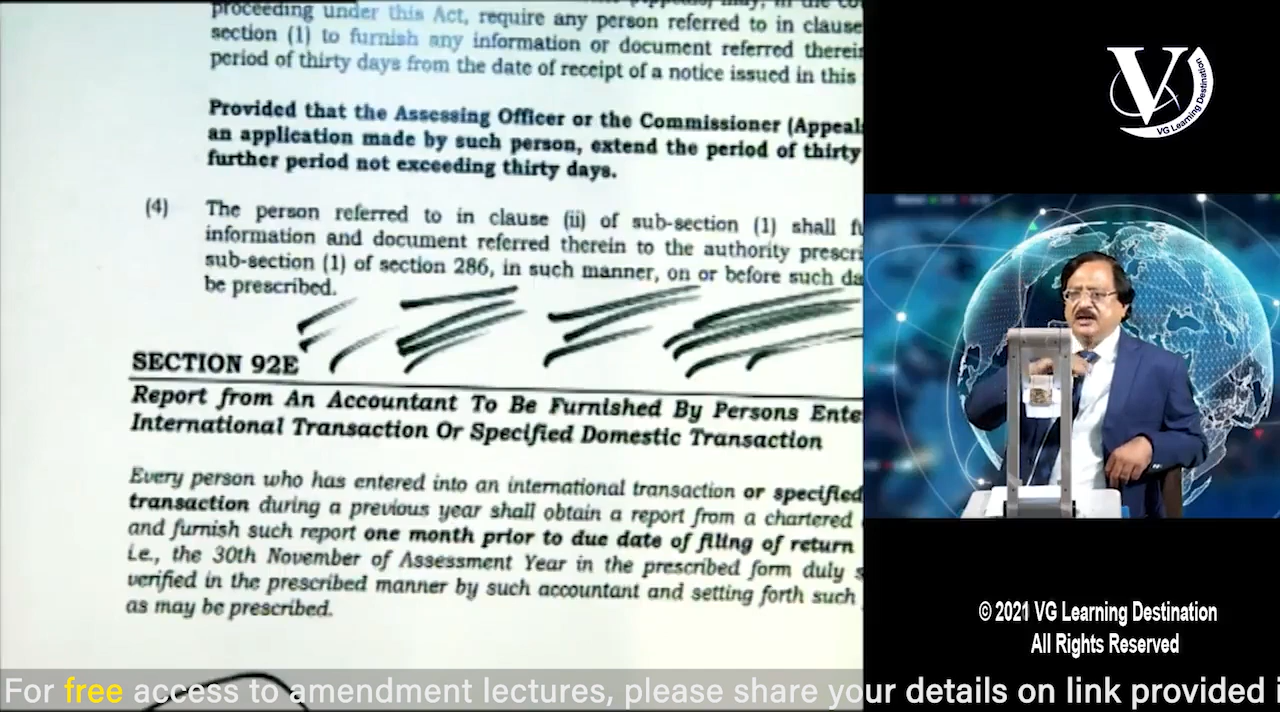 proceeding under this Act, require any person referred to in clause
section (1) to furnish any information or document referred therein
period of thirty days from the date of receipt of a notice issued in this
Provided that the Assessing Officer or the Commissioner (Appeals
an application made by such person, extend the period of thirty
further period not exceeding thirty days.
(4) The person referred to in clause (ii) of sub-section (1) shall
information and document referred therein to the authority
sub-section (1) of section 286, in such manner, on or before such
be prescribed.
SECTION 92E
Report from An Accountant To Be Furnished By Persons
International Transaction Or Specified Domestic Transaction
Every person who has entered into an international transaction or specified
transaction during a previous year shall obtain a report from a chartered
and furnish such report one month prior to due date of filing of return
i.e., the 30th November of Assessment Year in the prescribed form duly
verified in the prescribed manner by such accountant and setting forth such
as may be prescribed.
V
VG Learning Destination
© 2021 VG Learning Destination
All Rights Reserved
For free access to amendment lectures, please share your details on link provided